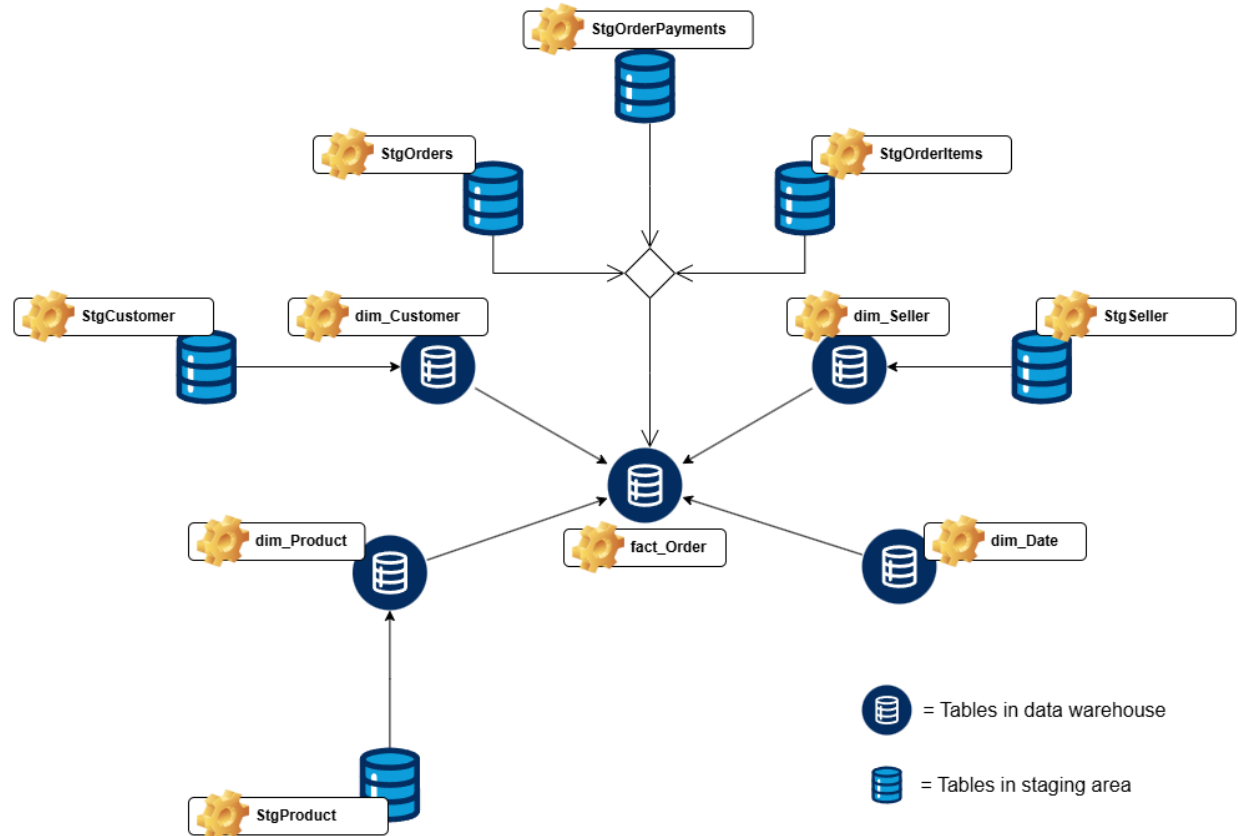 StgOrderPayments
StgOrders
StgOrderItems
StgCustomer
dim_Customer
dim_Seller
StgSeller
dim_Product
fact_Order
dim_Date
= Tables in data warehouse
= Tables in staging area
StgProduct